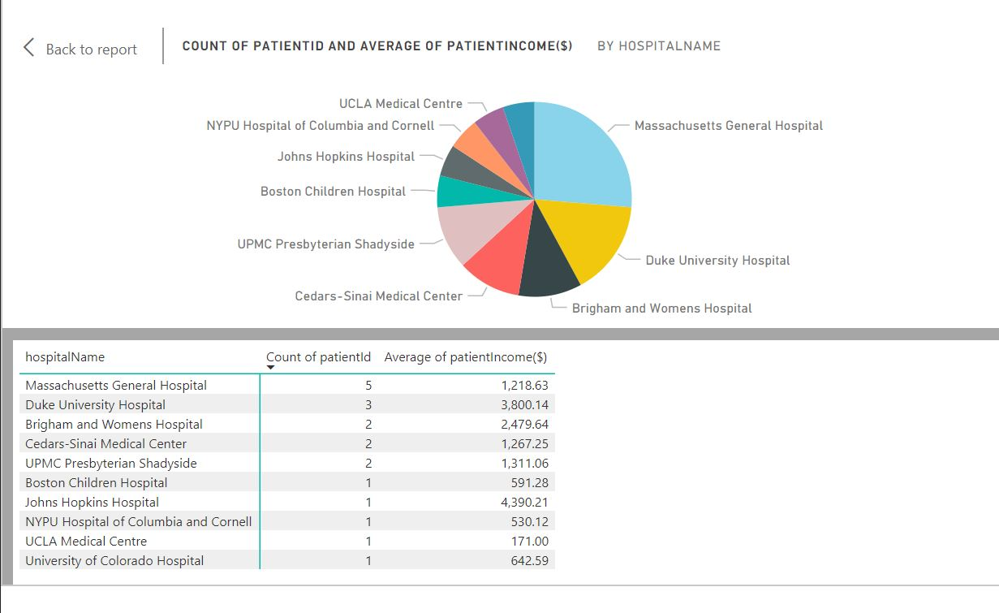 Back to report
COUNT OF PATIENTID AND AVERAGE OF PATIENTINCOME($) BY HOSPITALNAME
UCLA Medical Centre
NYPU Hospital of Columbia and Cornell
Massachusetts General Hospital
Johns Hopkins Hospital
Boston Children Hospital
UPMC Presbyterian Shadyside
Duke University Hospital
Cedars-Sinai Medical Center
Brigham and Womens Hospital
hospitalName Count of patientId Average of patientIncome($)
Massachusetts General Hospital 5 1,218.63
Duke University Hospital 3 3,800.14
Brigham and Womens Hospital 2 2,479.64
Cedars-Sinai Medical Center 2 1,267.25
UPMC Presbyterian Shadyside 2 1,311.06
Boston Children Hospital 1 591.28
Johns Hopkins Hospital 1 4,390.21
NYPU Hospital of Columbia and Cornell 1 530.12
UCLA Medical Centre 1 171.00
University of Colorado Hospital 1 642.59